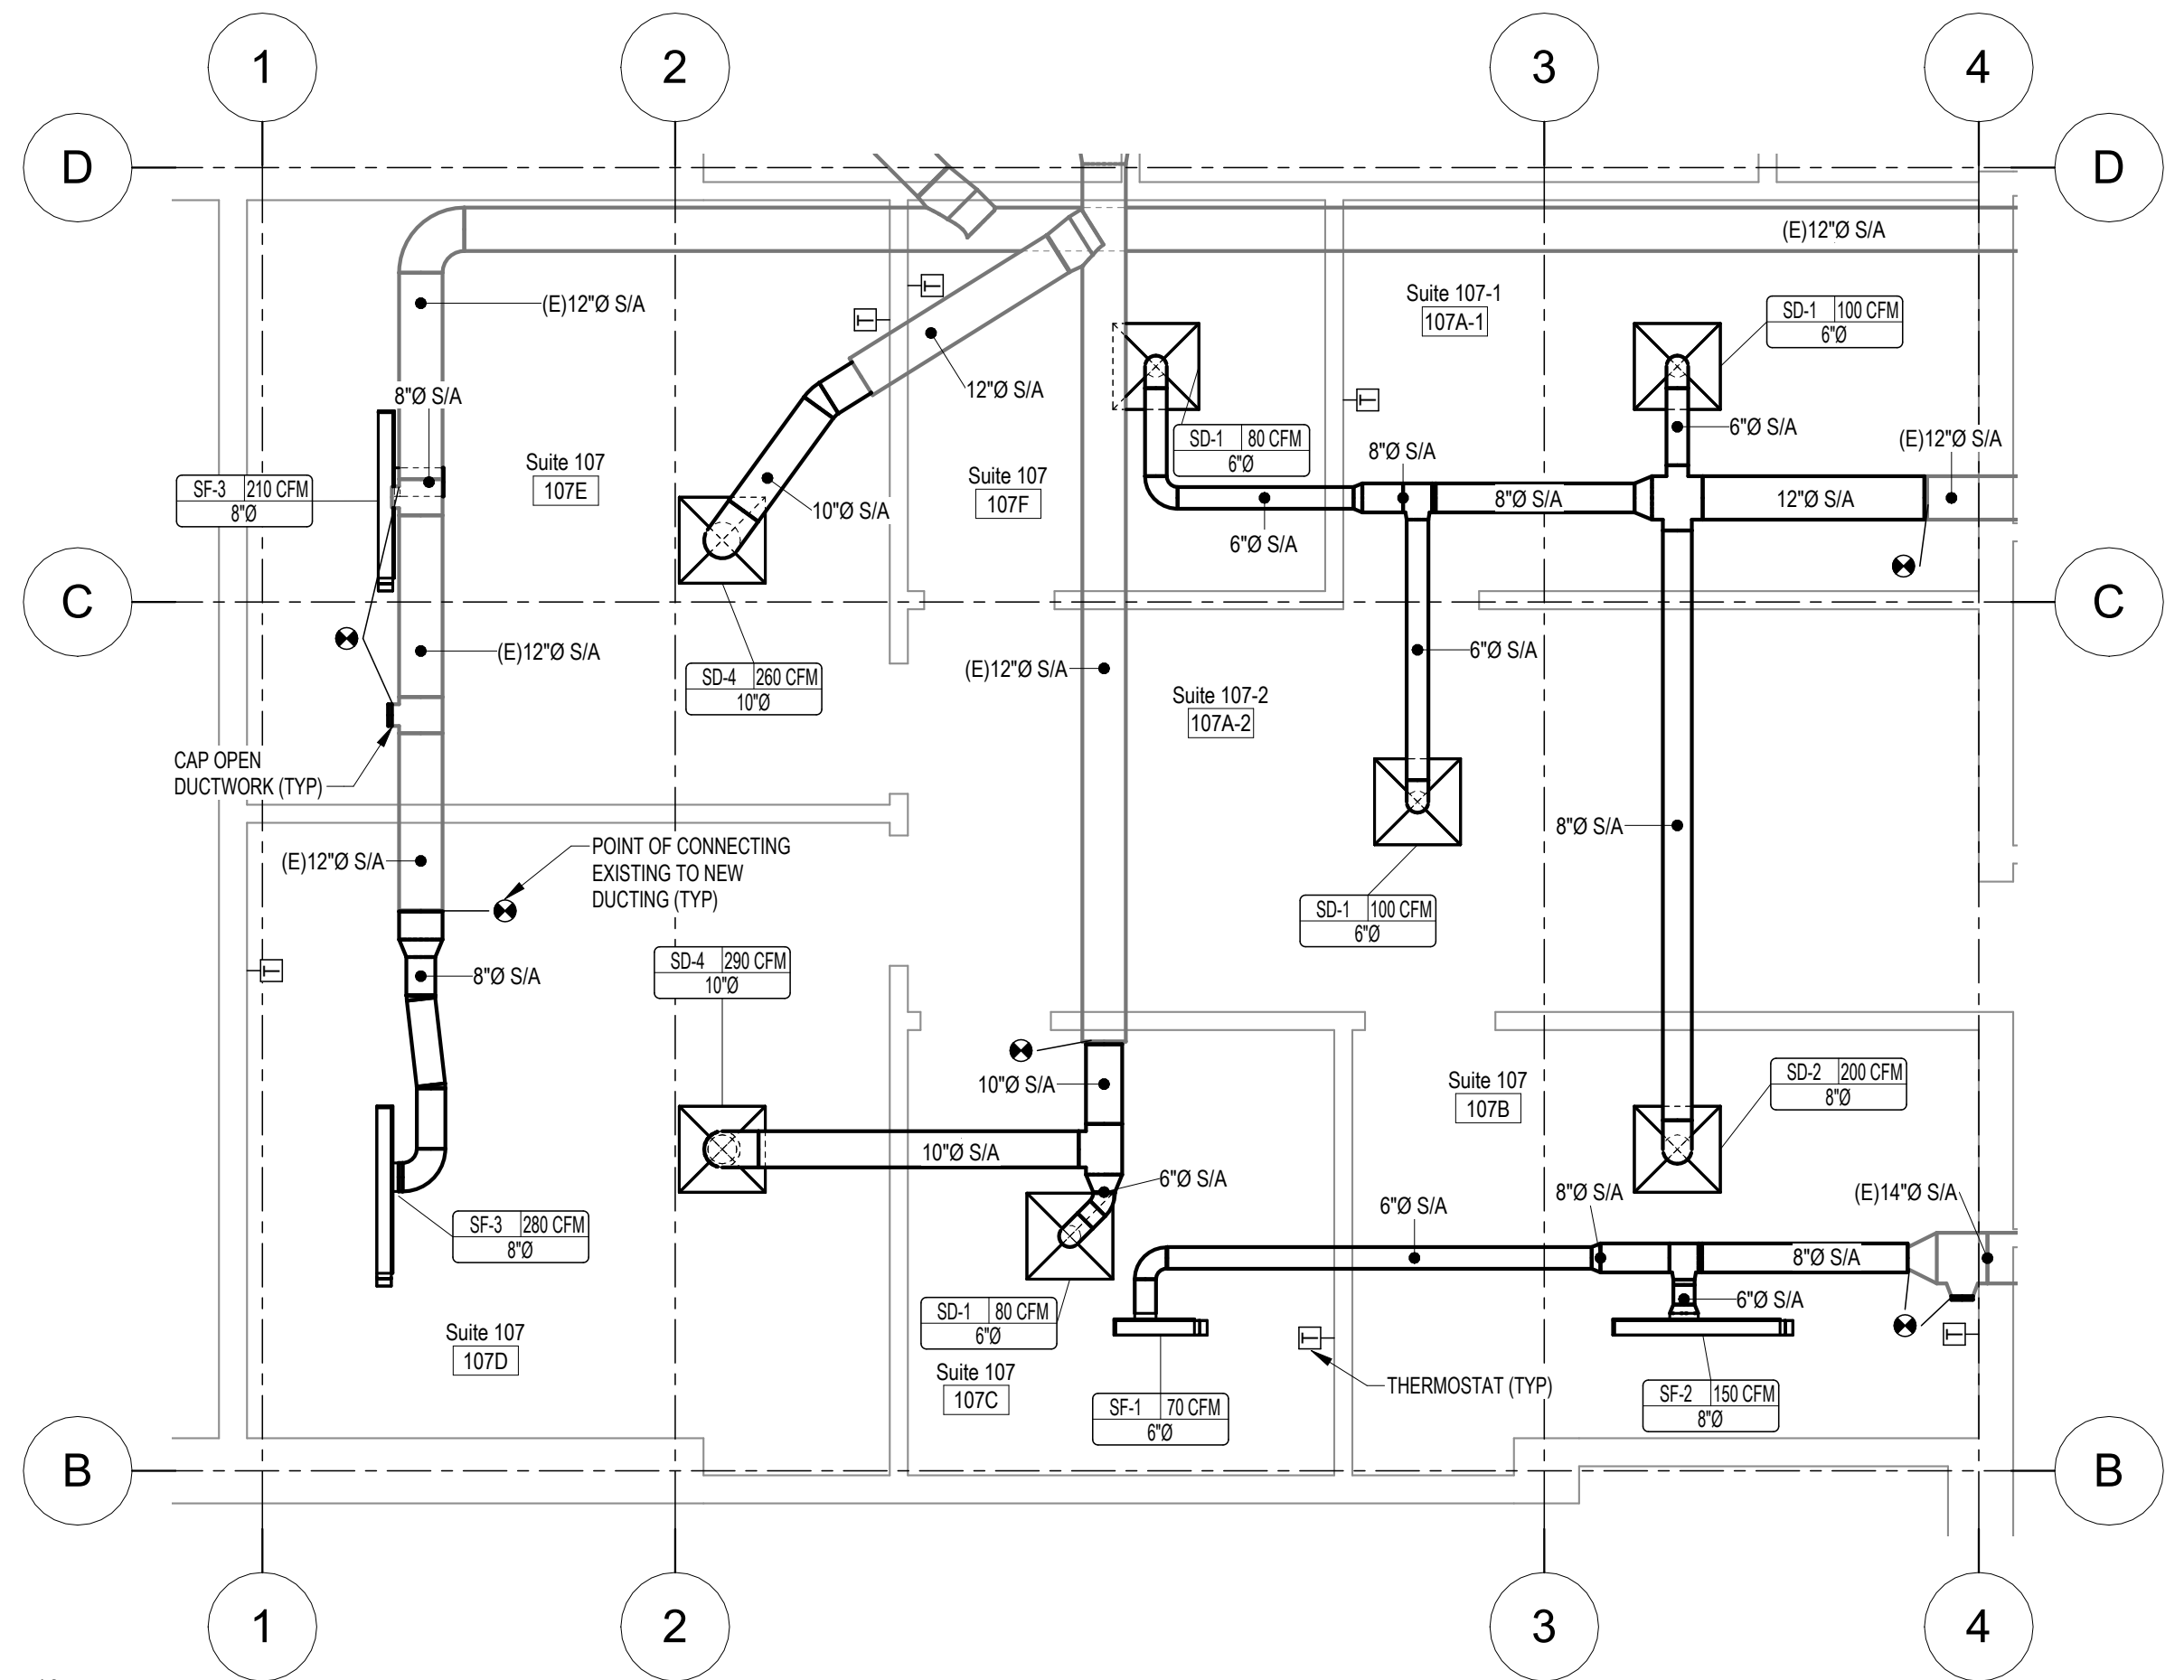 1
2
3
4
D
D
(E)12"Ø S/A
(E)12"Ø S/A
Suite 107-1
107A-1
SD-1 100 CFM
6"Ø
8"Ø S/A
12"Ø S/A
6"Ø S/A
SD-1 80 CFM
6"Ø
8"Ø S/A
(E)12"Ø S/A
Suite 107
107E
Suite 107
107F
SF-3 210 CFM
8"Ø
10"Ø S/A
8"Ø S/A
12"Ø S/A
6"Ø S/A
C
C
(E)12"Ø S/A
6"Ø S/A
(E)12"Ø S/A
SD-4 260 CFM
10"Ø
Suite 107-2
107A-2
CAP OPEN
DUCTWORK (TYP)
8"Ø S/A
(E)12"Ø S/A
POINT OF CONNECTING
EXISTING TO NEW
DUCTING (TYP)
SD-1 100 CFM
6"Ø
T
T
T
T
8"Ø S/A
SD-4 290 CFM
10"Ø
10"Ø S/A
Suite 107
107B
SD-2 200 CFM
8"Ø
10"Ø S/A
6"Ø S/A
8"Ø S/A
(E)14"Ø S/A
6"Ø S/A
SF-3 280 CFM
8"Ø
8"Ø S/A
6"Ø S/A
SD-1 80 CFM
6"Ø
T
T
Suite 107
107D
Suite 107
107C
THERMOSTAT (TYP)
SF-1 70 CFM
6"Ø
SF-2 150 CFM
8"Ø
B
B
1
2
3
4